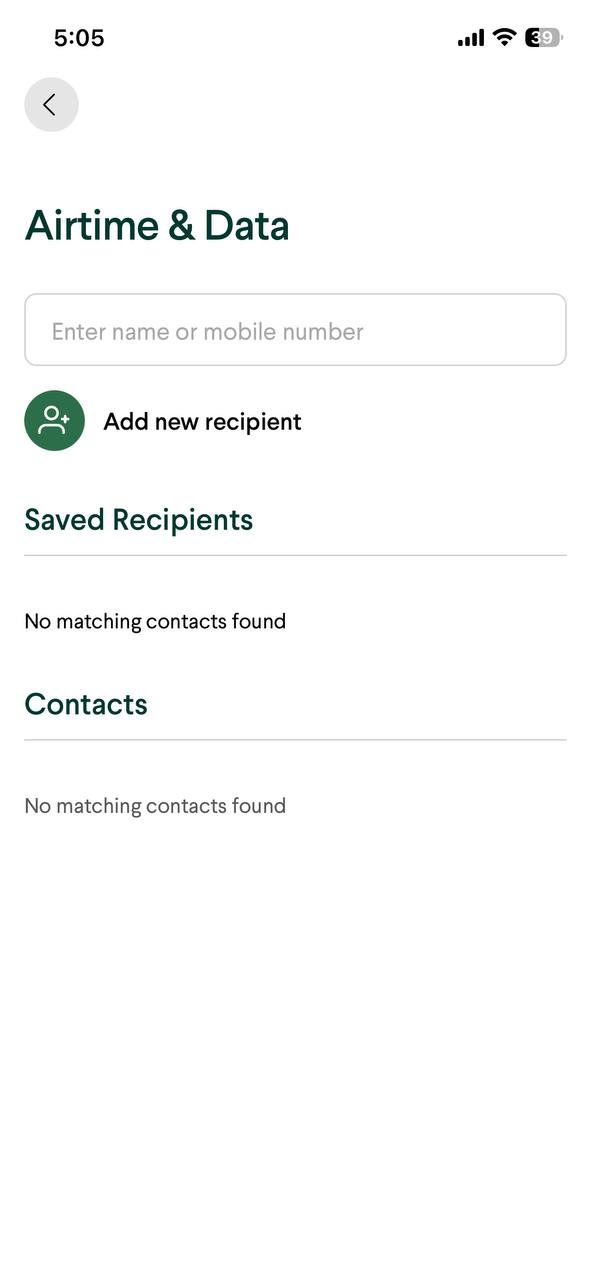 5:05
39
Airtime & Data
Enter name or mobile number
Add new recipient
Saved Recipients
No matching contacts found
Contacts
No matching contacts found